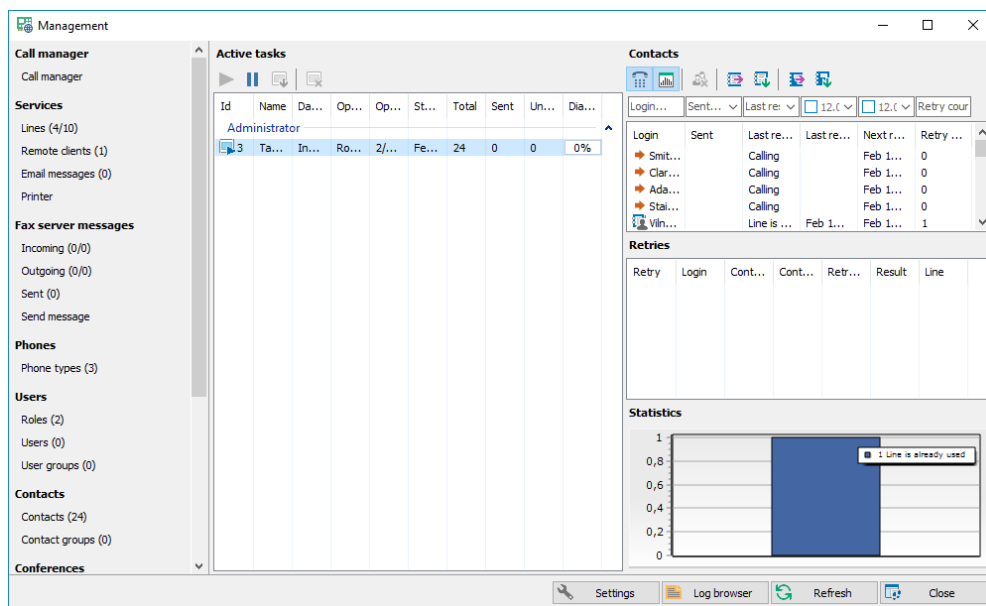 Management
Call manager
Call manager
Services
Lines (4/10)
Remote clients (1)
Email messages (0)
Printer
Fax server messages
Incoming (0/0)
Outgoing (0/0)
Sent (0)
Send message
Phones
Phone types (3)
Users
Roles (2)
Users (0)
User groups (0)
Contacts
Contacts (24)
Contact groups (0)
Conferences
Active tasks
Id Name Da... Op... Op... St... Total Sent Un... Dia...
Administrator
3 Ta... In... Ro... 2/... Fe... 24 0 0 0%
Contacts
Login... Sent... Last re: 12.( 12.( Retry cour
Login Sent Last re... Last re... Next r... Retry ...
Smit... Calling Feb 1... 0
Clar... Calling Feb 1... 0
Ada... Calling Feb 1... 0
Stai... Calling Feb 1... 0
Viln... Line is ... Feb 1... Feb 1... 1
Retries
Retry Login Cont... Cont... Retr... Result Line
Statistics
1
0,8
0,6
0,4
0,2
0
1 Line is already used
Settings Log browser Refresh Close